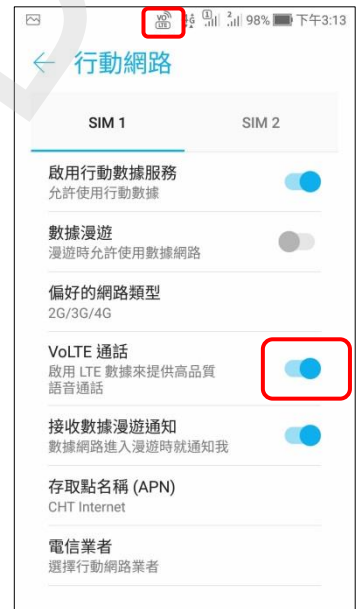 VO LTE 4G 1 2 98% 下午3:13
行動網路
SIM 1 SIM 2
啟用行動數據服務
允許使用行動數據
數據漫遊
漫遊時允許使用數據網路
偏好的網路類型
2G/3G/4G
VoLTE 通話
啟用 LTE 數據來提供高品質
語音通話
接收數據漫遊通知
數據網路進入漫遊時就通知我
存取點名稱 (APN)
CHT Internet
電信業者
選擇行動網路業者